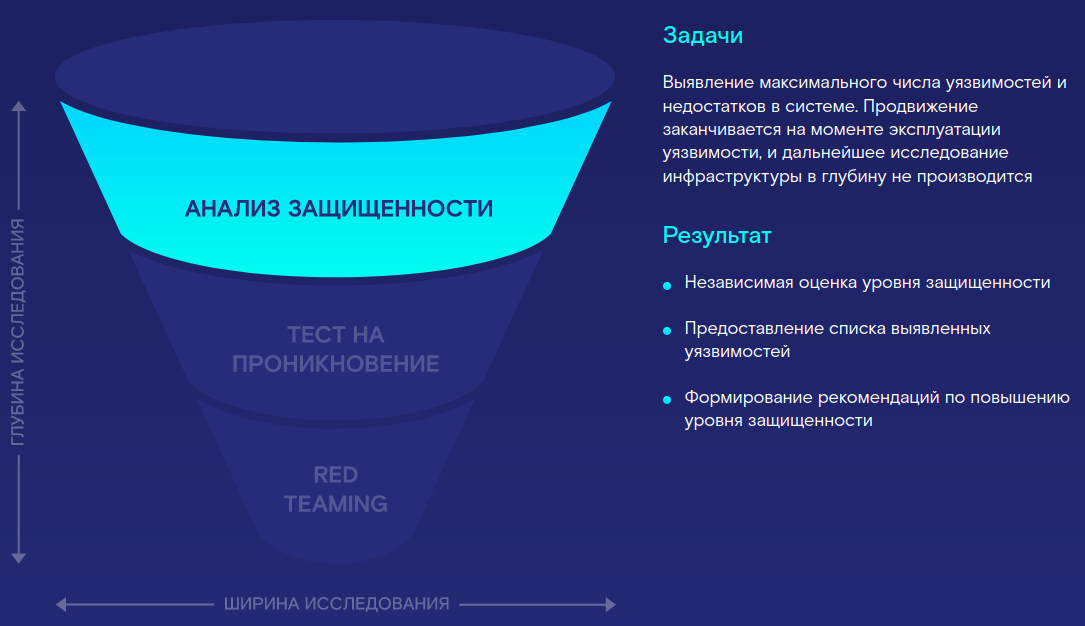 Задачи
Выявление максимального числа уязвимостей и
недостатков в системе. Продвижение
заканчивается на моменте эксплуатации
уязвимости, и дальнейшее исследование
инфраструктуры в глубину не производится
Результат
Независимая оценка уровня защищенности
Предоставление списка выявленных
уязвимостей
Формирование рекомендаций по повышению
уровня защищенности
АНАЛИЗ ЗАЩИЩЕННОСТИ
ТЕСТ НА
ПРОНИКНОВЕНИЕ
RED
TEAMING
ГЛУБИНА ИССЛЕДОВАНИЯ
ШИРИНА ИССЛЕДОВАНИЯ